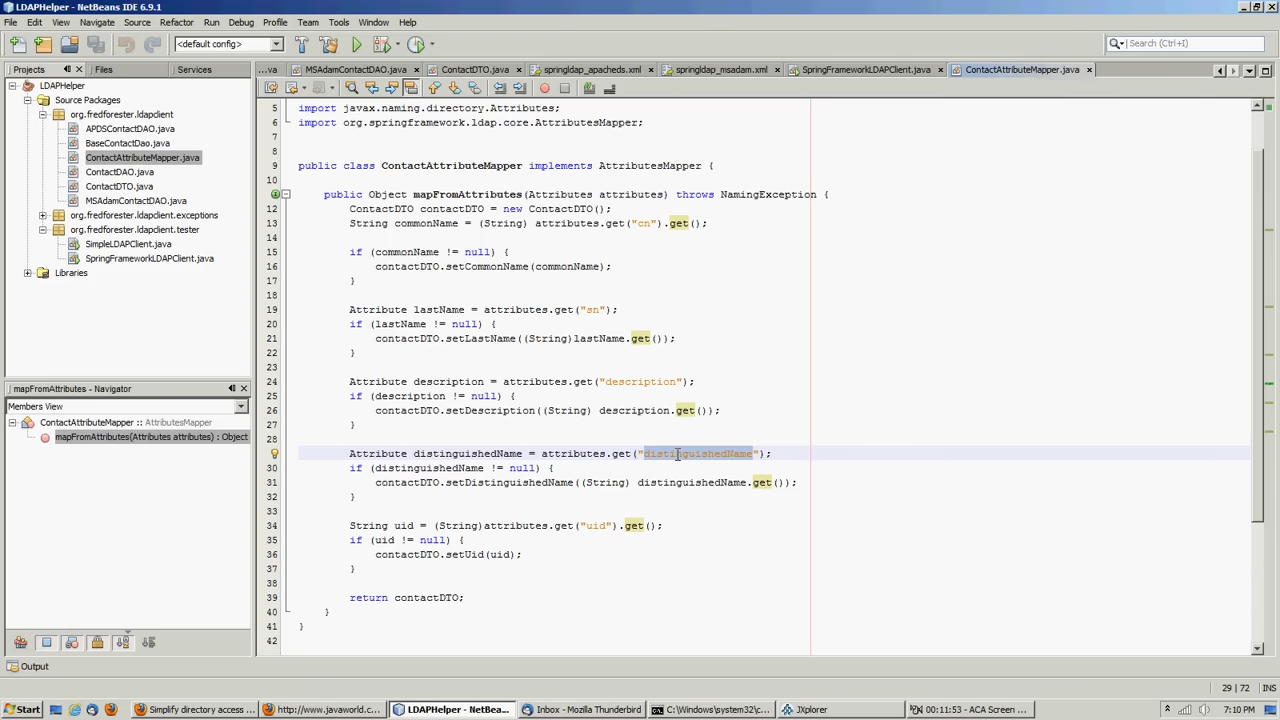 LDAPHelper - NetBeans IDE 6.9.1
File Edit View Navigate Source Refactor Run Debug Profile Team Tools Window Help
<default config>
Search (Ctrl+I)
Projects
Files
Services
LDAPHelper
Source Packages
org.fredforester.ldapclient
APDSContactDAO.java
BaseContactDao.java
ContactAttributeMapper.java
ContactDAO.java
ContactDTO.java
MSAdamContactDAO.java
org.fredforester.ldapclient.exceptions
org.fredforester.ldapclient.tester
SimpleLDAPClient.java
SpringFrameworkLDAPClient.java
Libraries
mapFromAttributes - Navigator
Members View
ContactAttributeMapper :: AttributesMapper
mapFromAttributes(Attributes attributes) : Object
...va MSAdamContactDAO.java ContactDTO.java springldap_apacheds.xml springldap_msadam.xml SpringFrameworkLDAPClient.java ContactAttributeMapper.java
5 import javax.naming.directory.Attributes;
6 import org.springframework.ldap.core.AttributesMapper;
7
8
9 public class ContactAttributeMapper implements AttributesMapper {
10
11 public Object mapFromAttributes(Attributes attributes) throws NamingException {
12 ContactDTO contactDTO = new ContactDTO();
13 String commonName = (String) attributes.get("cn").get();
14
15 if (commonName != null) {
16 contactDTO.setCommonName(commonName);
17 }
18
19 Attribute lastName = attributes.get("sn");
20 if (lastName != null) {
21 contactDTO.setLastName((String)lastName.get());
22 }
23
24 Attribute description = attributes.get("description");
25 if (description != null) {
26 contactDTO.setDescription((String) description.get());
27 }
28
Attribute distinguishedName = attributes.get("distinguishedName");
30 if (distinguishedName != null) {
31 contactDTO.setDistinguishedName((String) distinguishedName.get());
32 }
33
34 String uid = (String)attributes.get("uid").get();
35 if (uid != null) {
36 contactDTO.setUid(uid);
37 }
38
39 return contactDTO;
40 }
41 }
42
Output
29 | 72 INS
Start
Simplify directory access ...
http://www.javaworld.c...
LDAPHelper - NetBea...
Inbox - Mozilla Thunderbird
C:\Windows\system32\c...
JXplorer
00:11:53 - ACA Screen ...
7:10 PM